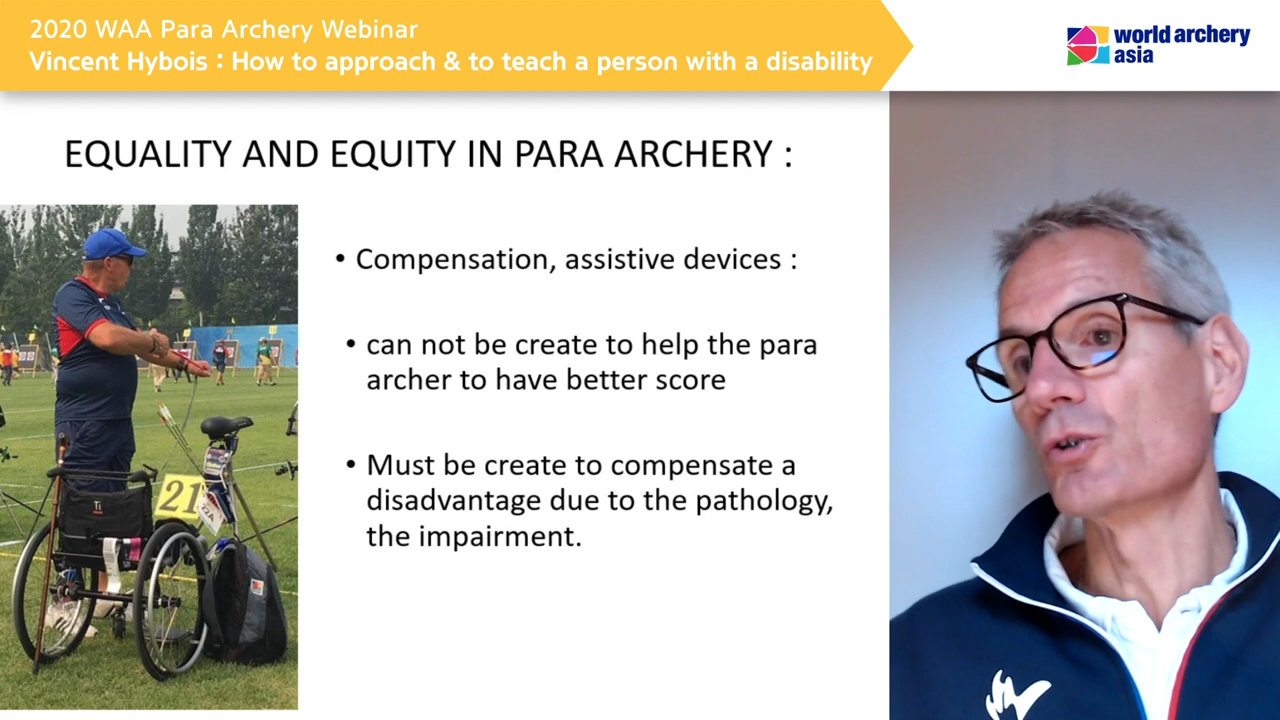 2020 WAA Para Archery Webinar
Vincent Hybois : How to approach & to teach a person with a disability
world archery
asia
EQUALITY AND EQUITY IN PARA ARCHERY :
• Compensation, assistive devices :
• can not be create to help the para
archer to have better score
• Must be create to compensate a
disadvantage due to the pathology,
the impairment.
21
22A
Ti